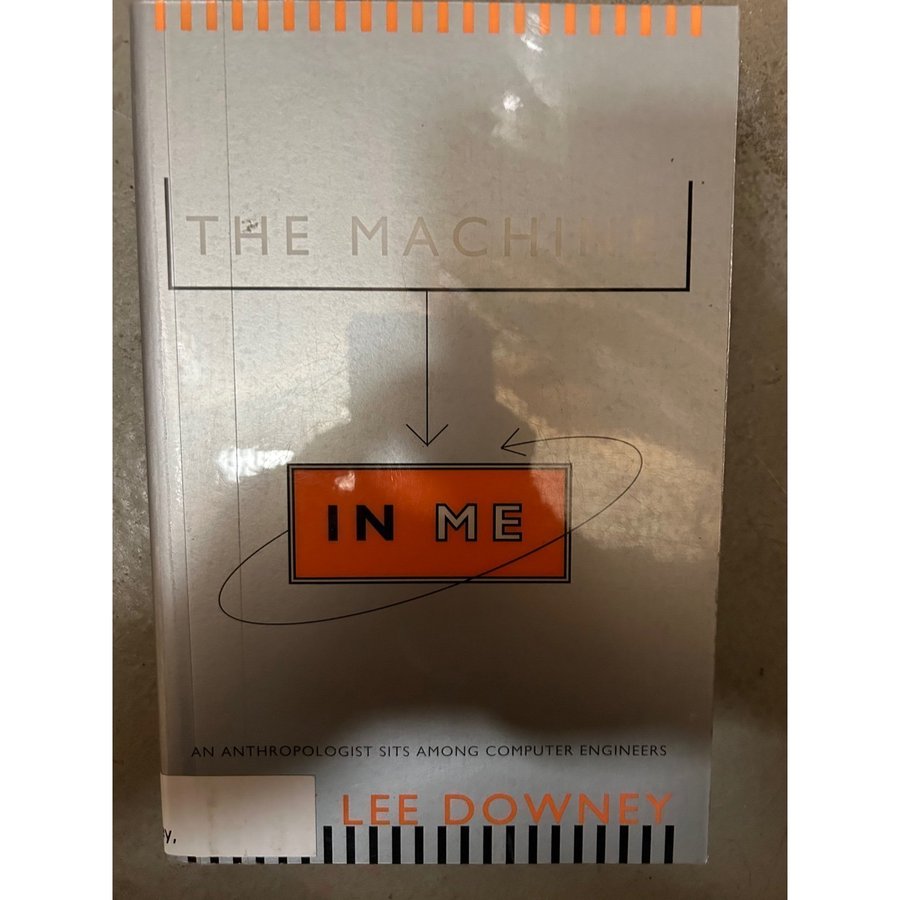 THE MACHINE
IN ME
AN ANTHROPOLOGIST SITS AMONG COMPUTER ENGINEERS
LEE DOWNEY
y,